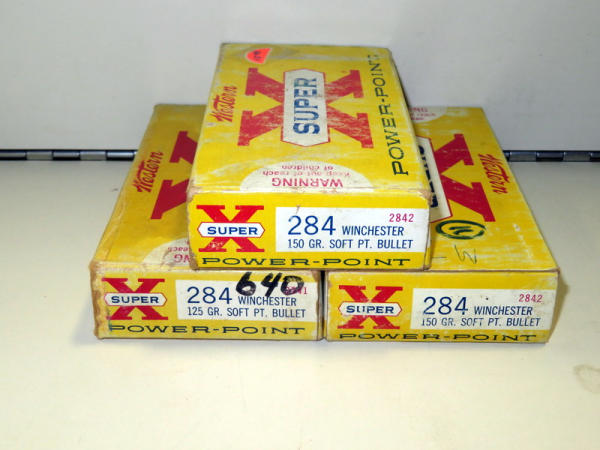 Western
SUPER
X
POWER-POINT
WARNING
Keep out of reach
of children
X
SUPER
284 WINCHESTER
2842
150 GR. SOFT PT. BULLET
POWER-POINT
Western
X
X
SUPER
284 WINCHESTER
640
125 GR. SOFT PT. BULLET
POWER-POINT
Western
X
SUPER
284 WINCHESTER
2842
150 GR. SOFT PT. BULLET
POWER-POINT